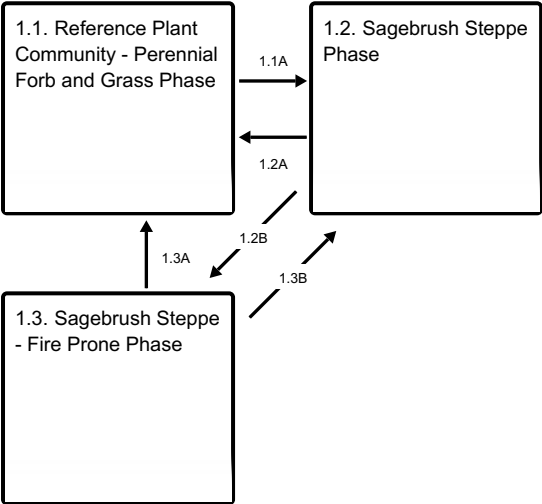 1.1. Reference Plant
Community - Perennial
Forb and Grass Phase
1.1A
1.2. Sagebrush Steppe
Phase
1.2A
1.2B
1.3A
1.3B
1.3. Sagebrush Steppe
- Fire Prone Phase